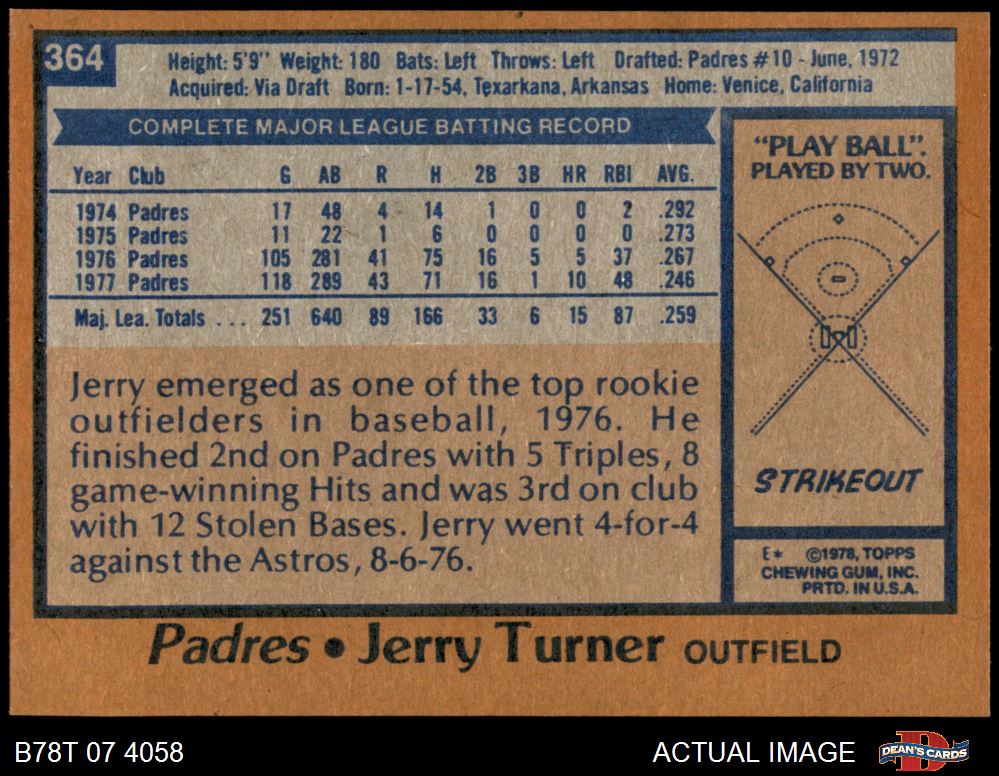 364
Height: 5'9" Weight: 180 Bats: Left Throws: Left Drafted: Padres #10 - June, 1972
Acquired: Via Draft Born: 1-17-54, Texarkana, Arkansas Home: Venice, California
COMPLETE MAJOR LEAGUE BATTING RECORD
Year Club G AB R H 2B 3B HR RBI AVG.
1974 Padres 17 48 4 14 1 0 0 2 .292
1975 Padres 11 22 1 6 0 0 0 0 .273
1976 Padres 105 281 41 75 16 5 5 37 .267
1977 Padres 118 289 43 71 16 1 10 48 .246
Maj. Lea. Totals ... 251 640 89 166 33 6 15 87 .259
Jerry emerged as one of the top rookie
outfielders in baseball, 1976. He
finished 2nd on Padres with 5 Triples, 8
game-winning Hits and was 3rd on club
with 12 Stolen Bases. Jerry went 4-for-4
against the Astros, 8-6-76.
"PLAY BALL".
PLAYED BY TWO.
STRIKEOUT
E* ©1978, TOPPS
CHEWING GUM, INC.
PRTD. IN U.S.A.
Padres • Jerry Turner OUTFIELD
B78T 07 4058
ACTUAL IMAGE
D
DEAN'S CARDS